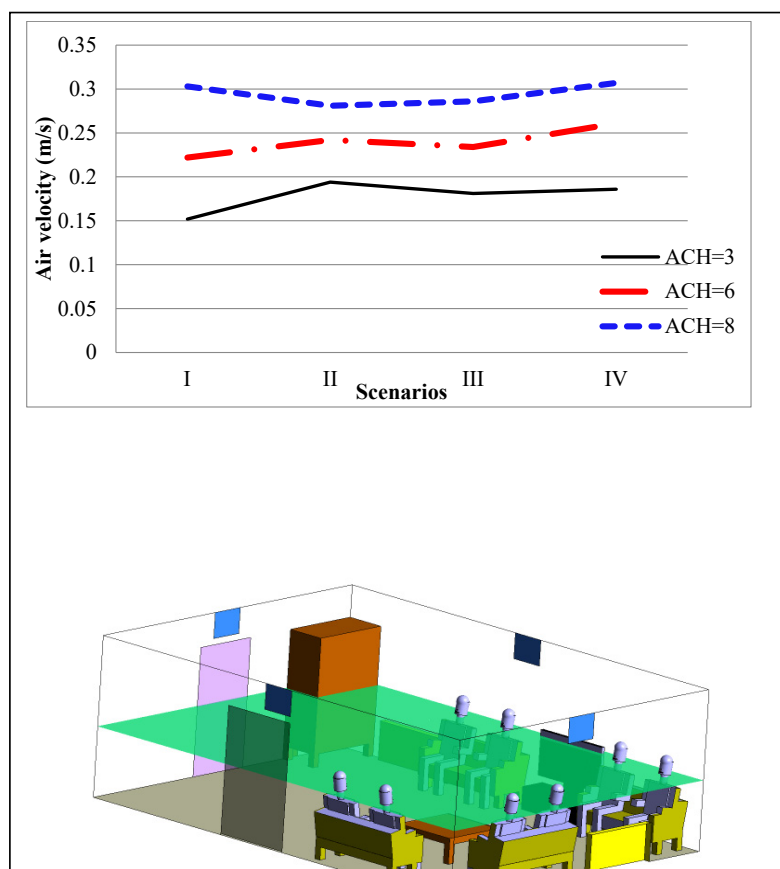 0.35
0.3
0.25
0.2
0.15
0.1
0.05
0
Air velocity (m/s)
I II III IV
Scenarios
ACH=3
ACH=6
ACH=8